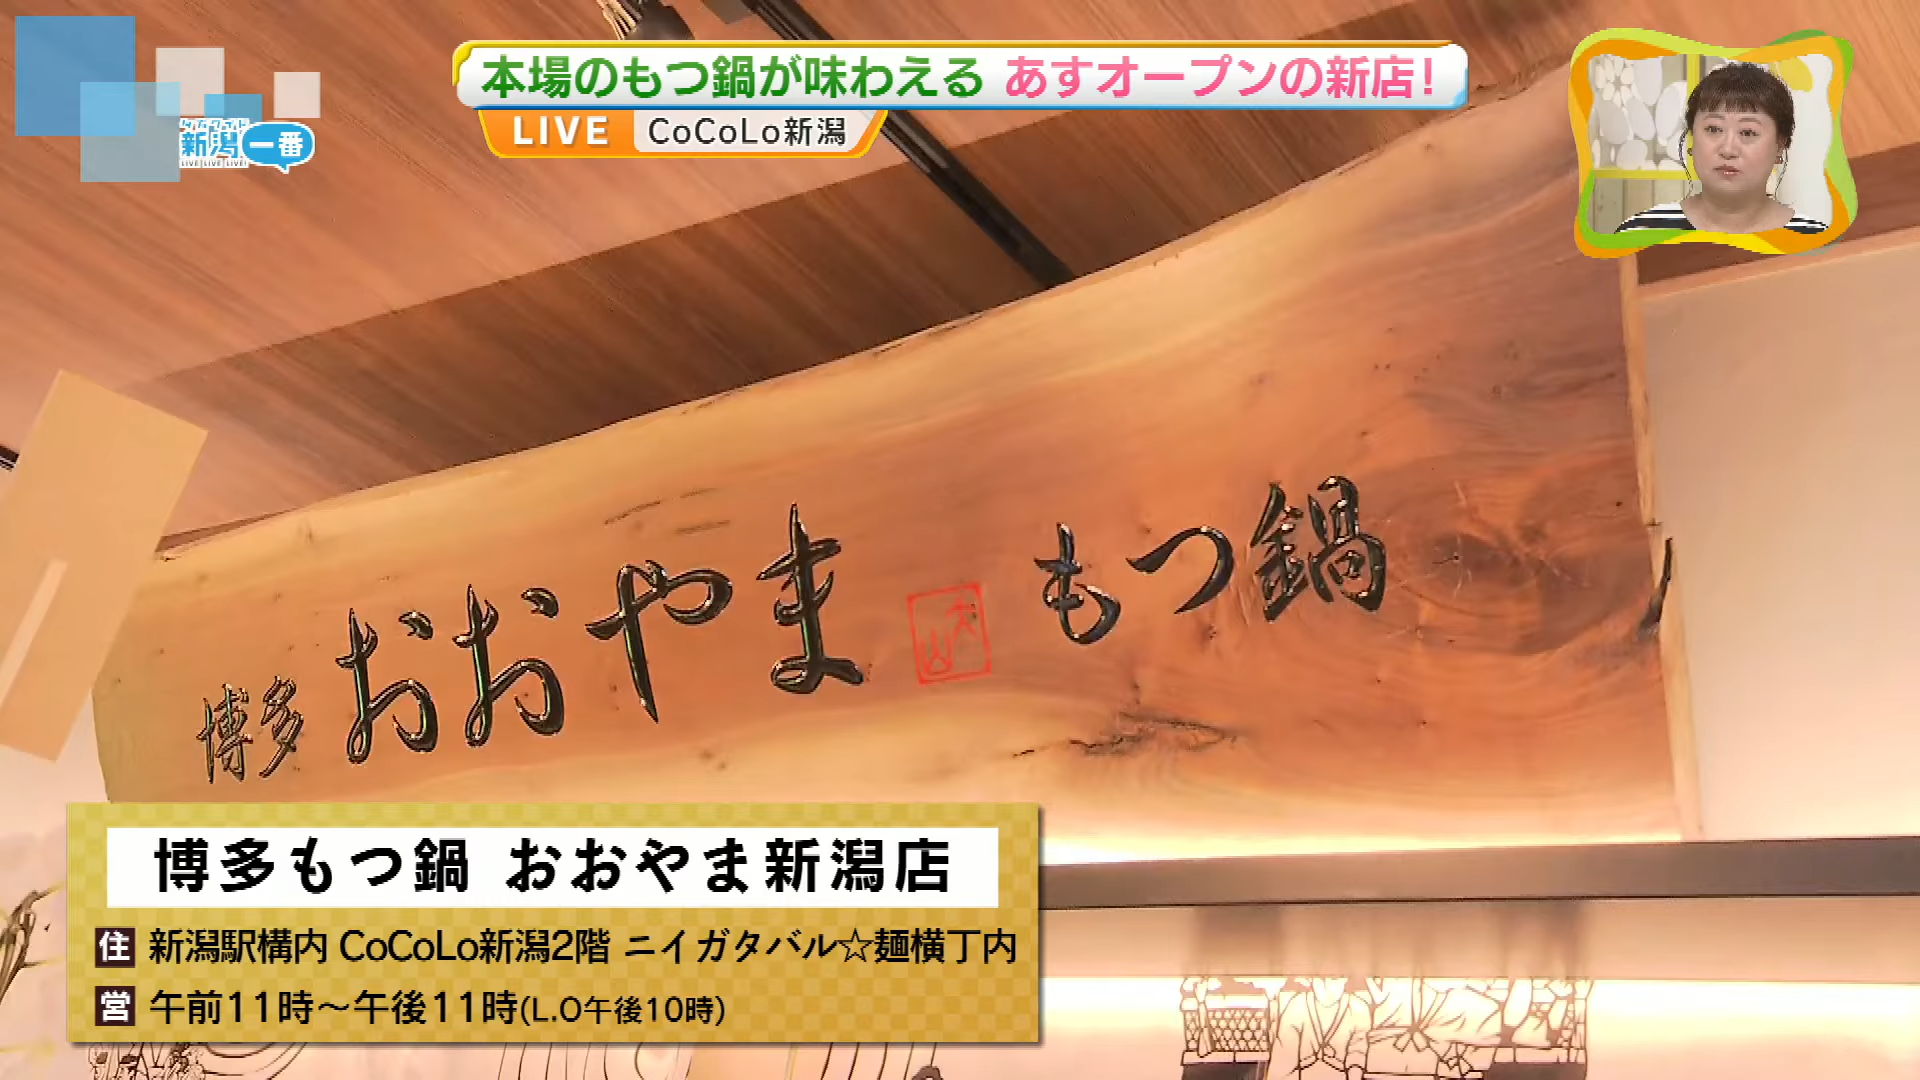 本場のもつ鍋が味わえる あすオープンの新店!
LIVE CoCoLo新潟
新潟一番
博多 おおやま 大山 もつ鍋
博多もつ鍋 おおやま新潟店
住 新潟駅構内 CoCoLo新潟2階 ニイガタバル☆麺横丁内
営 午前11時～午後11時(L.O午後10時)